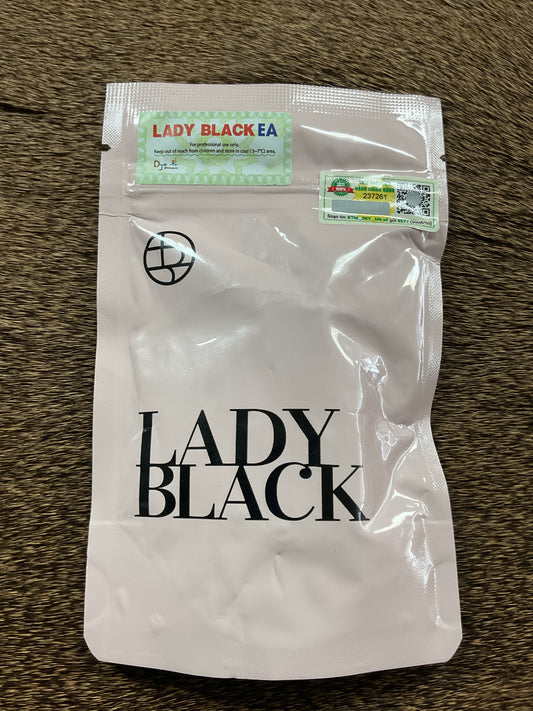 LADY BLACK EA
For professional use only.
Keep out of reach from children and store in cool ( 3~7°C) area.
100%
237261
LADY
BLACK